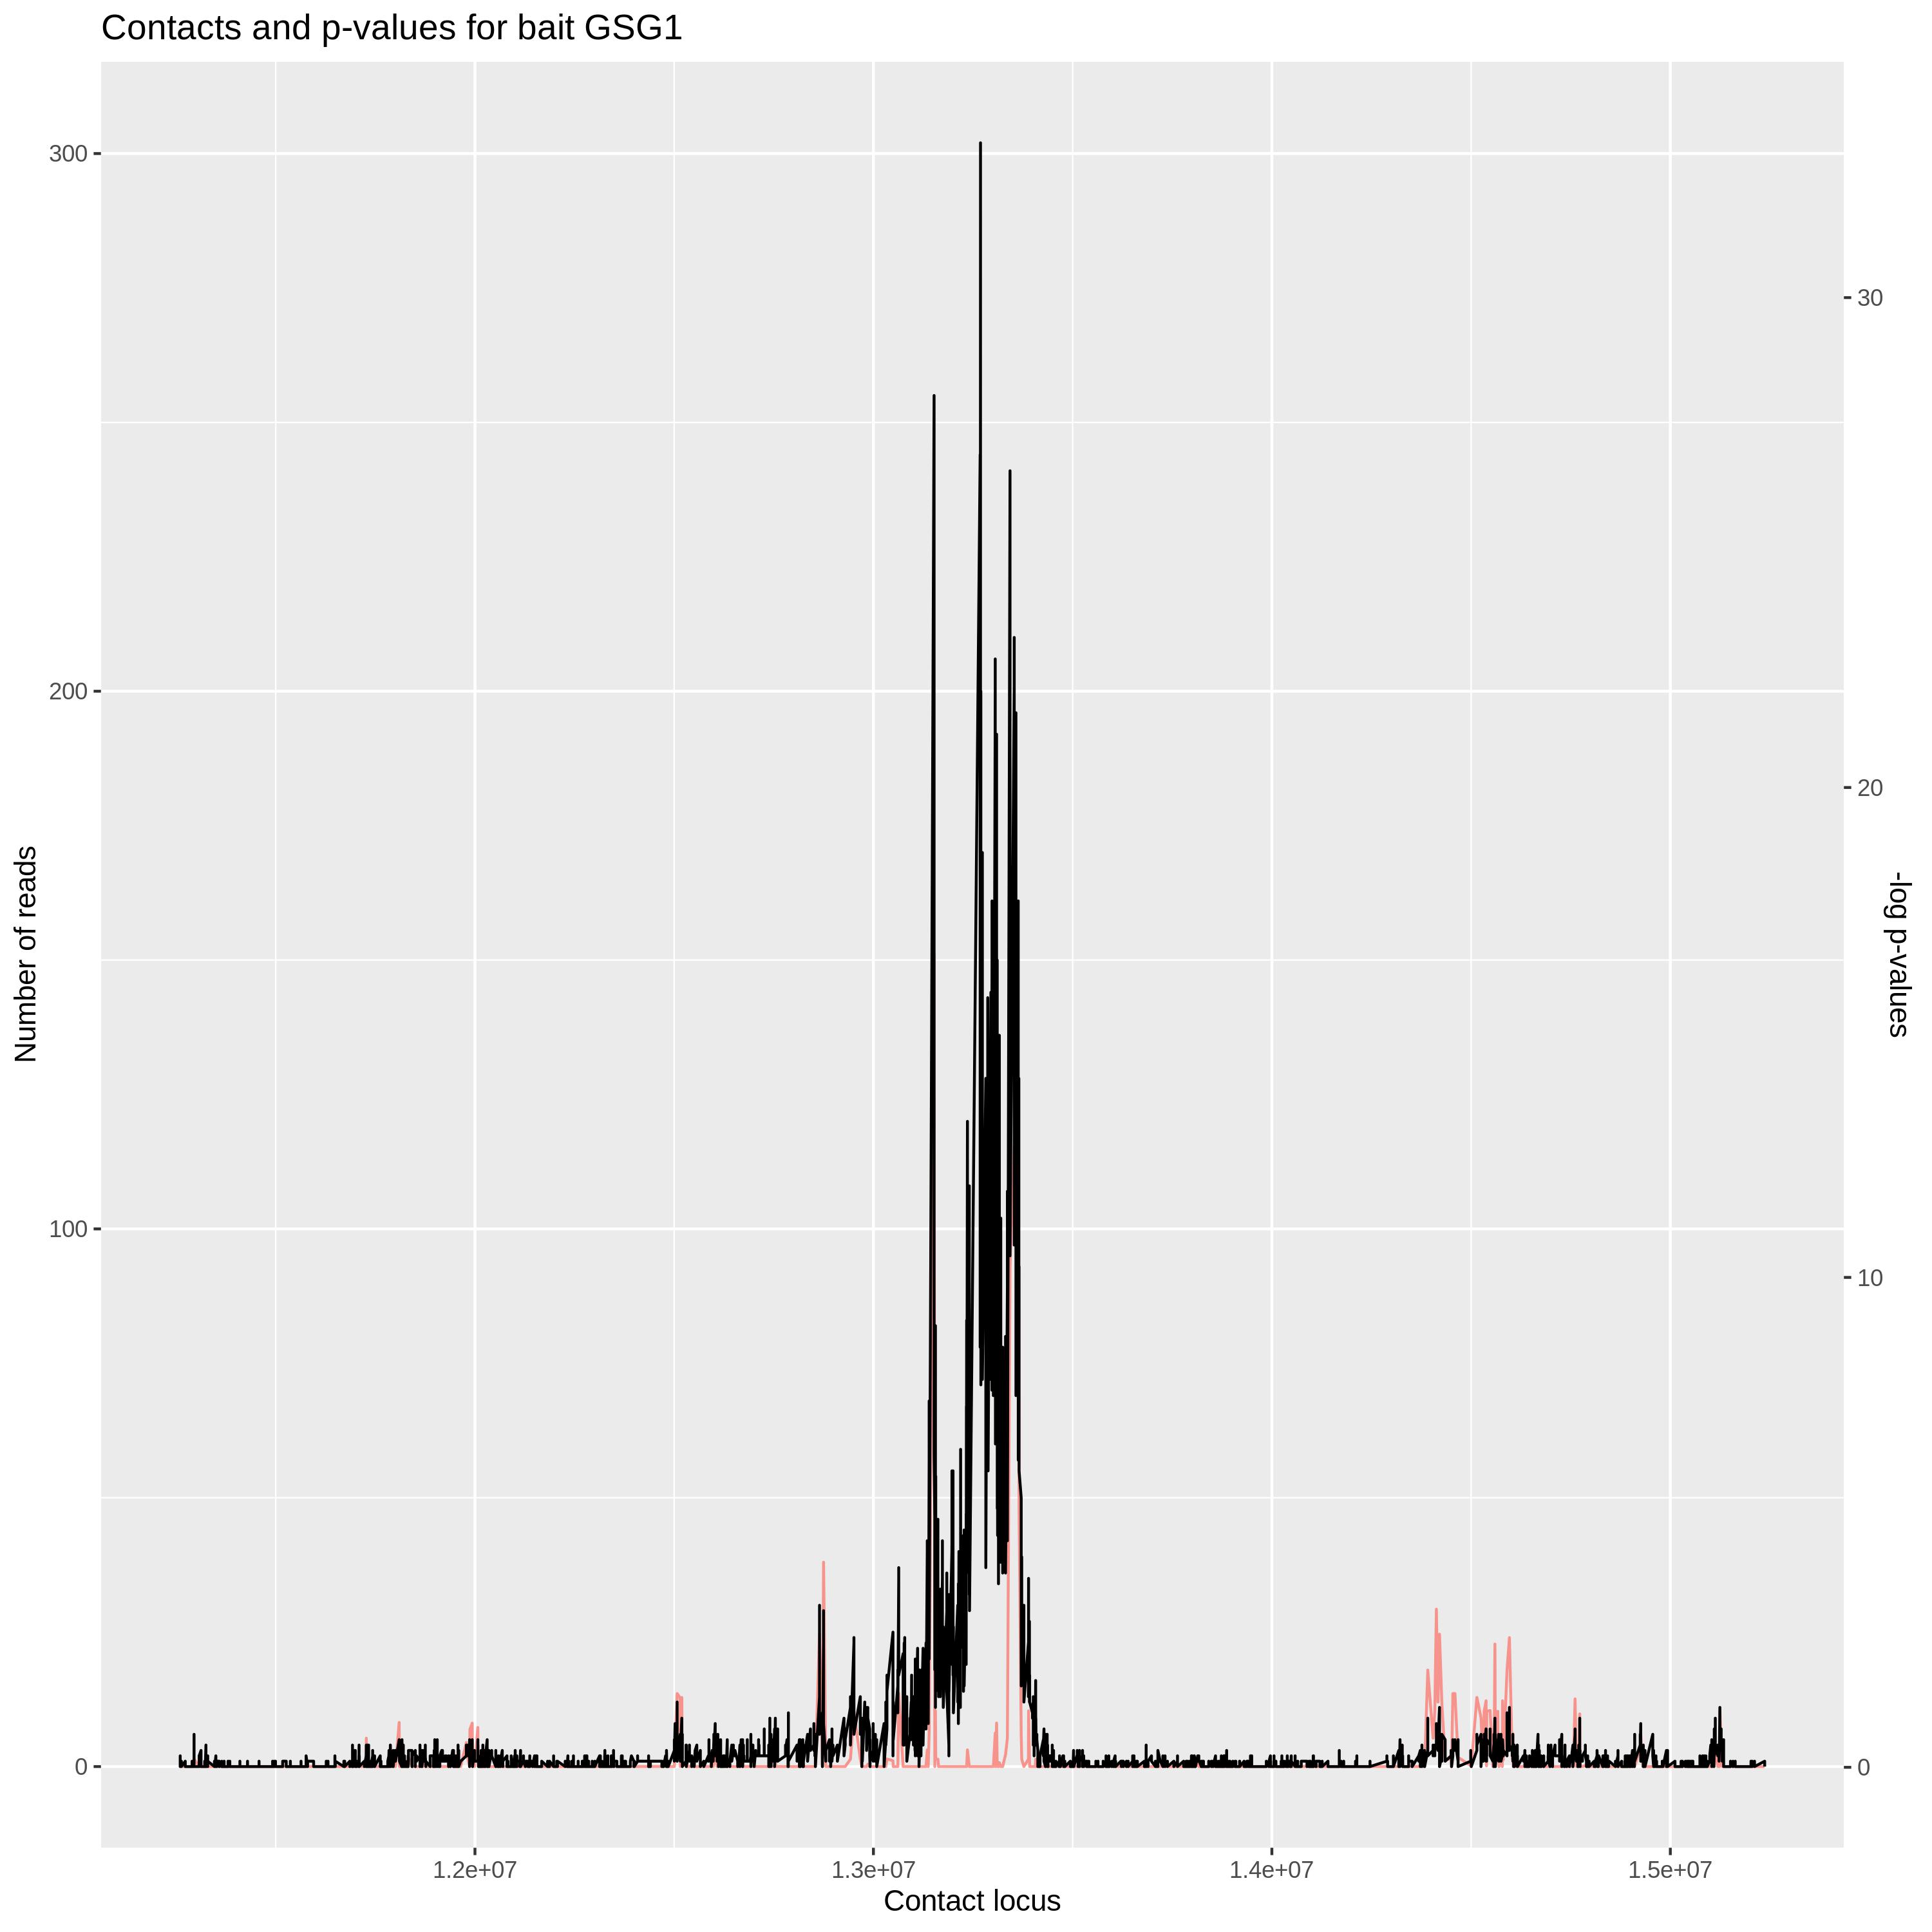 Contacts and p-values for bait GSG1
300
200
100
0
Number of reads
30
20
10
0
-log p-values
1.2e+07
1.3e+07
1.4e+07
1.5e+07
Contact locus